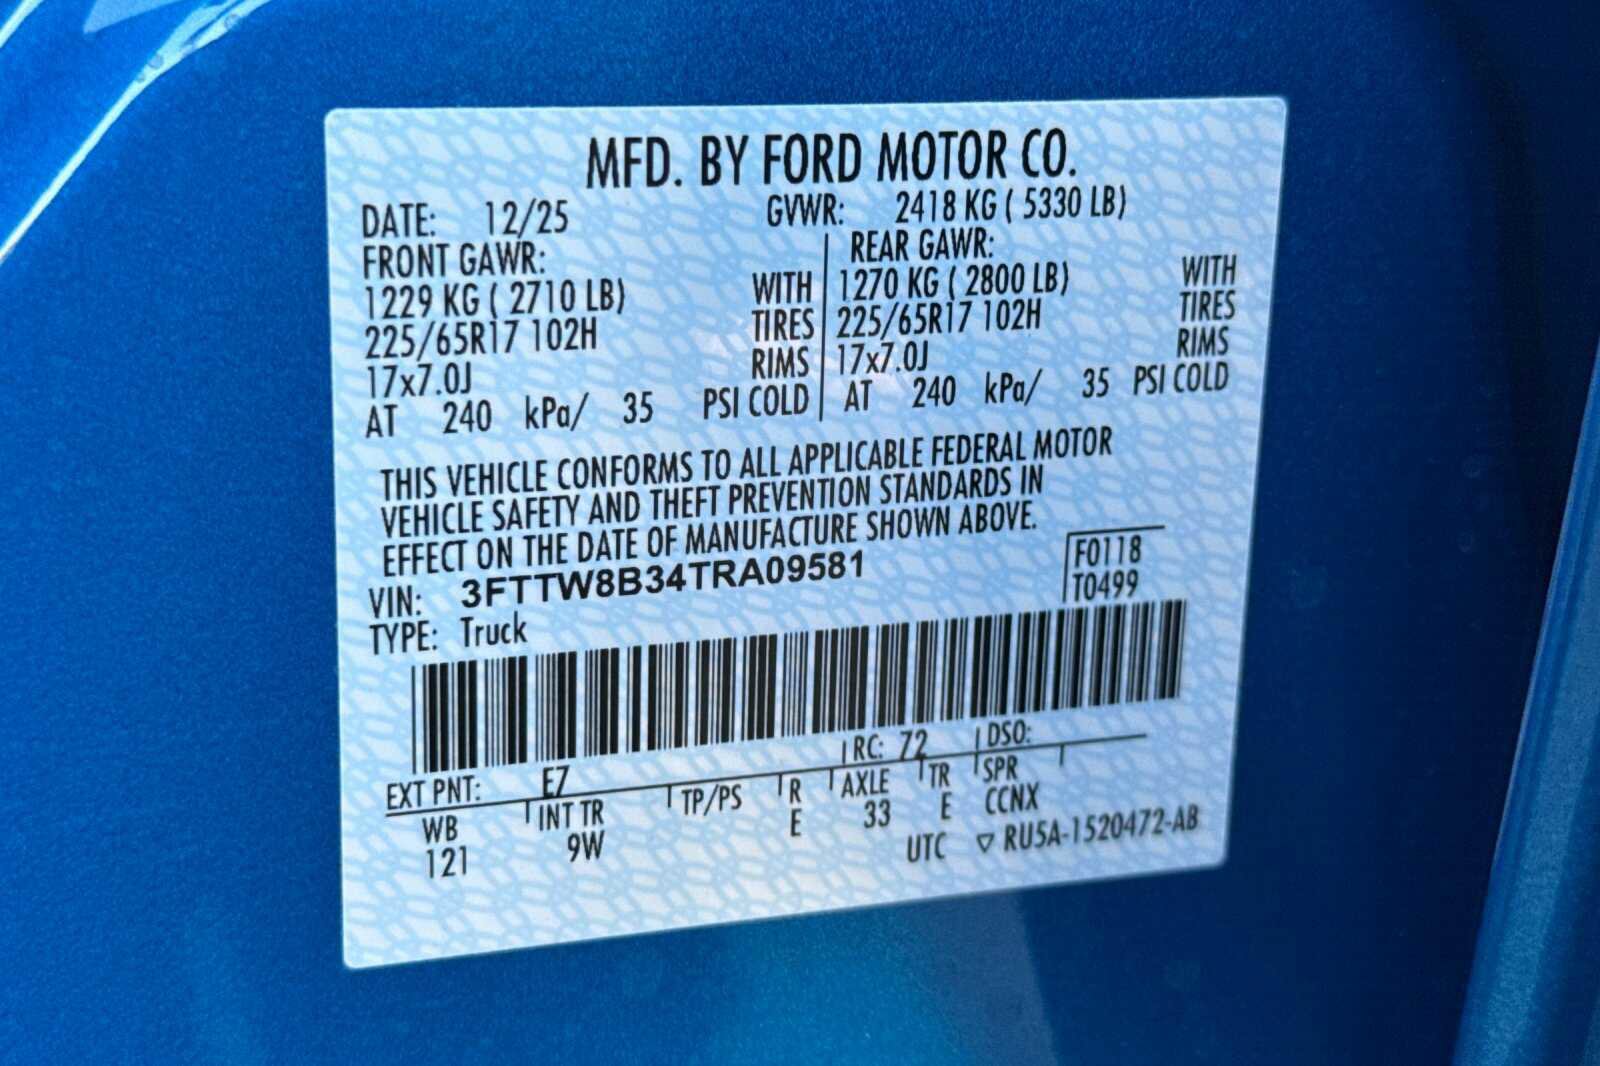 MFD. BY FORD MOTOR CO.
DATE: 12/25 GVWR: 2418 KG ( 5330 LB)
FRONT GAWR: REAR GAWR:
1229 KG ( 2710 LB) WITH 1270 KG ( 2800 LB) WITH
225/65R17 102H TIRES 225/65R17 102H TIRES
17x7.0J RIMS 17x7.0J RIMS
AT 240 kPa/ 35 PSI COLD AT 240 kPa/ 35 PSI COLD
THIS VEHICLE CONFORMS TO ALL APPLICABLE FEDERAL MOTOR
VEHICLE SAFETY AND THEFT PREVENTION STANDARDS IN
EFFECT ON THE DATE OF MANUFACTURE SHOWN ABOVE.
VIN: 3FTTW8B34TRA09581 F0118
TYPE: Truck T0499
EXT PNT: E7 RC: 72 DSO:
WB INT TR TP/PS R AXLE TR SPR
121 9W E 33 E CCNX
UTC ▽ RU5A-1520472-AB